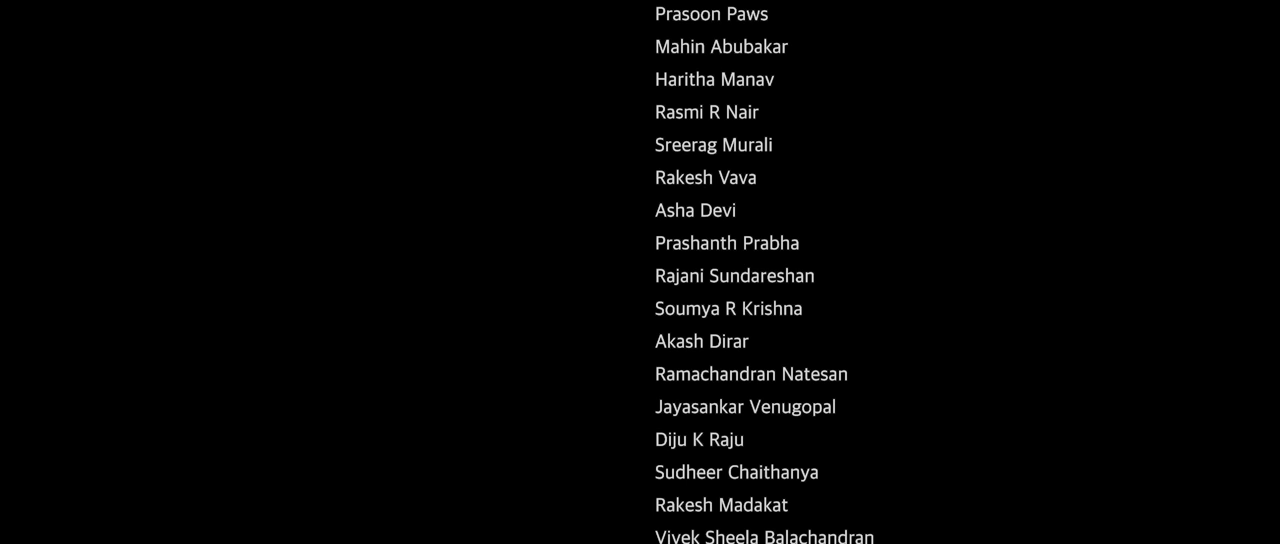 Prasoon Paws
Mahin Abubakar
Haritha Manav
Rasmi R Nair
Sreerag Murali
Rakesh Vava
Asha Devi
Prashanth Prabha
Rajani Sundareshan
Soumya R Krishna
Akash Dirar
Ramachandran Natesan
Jayasankar Venugopal
Diju K Raju
Sudheer Chaithanya
Rakesh Madakat
Vivek Sheela Balachandran